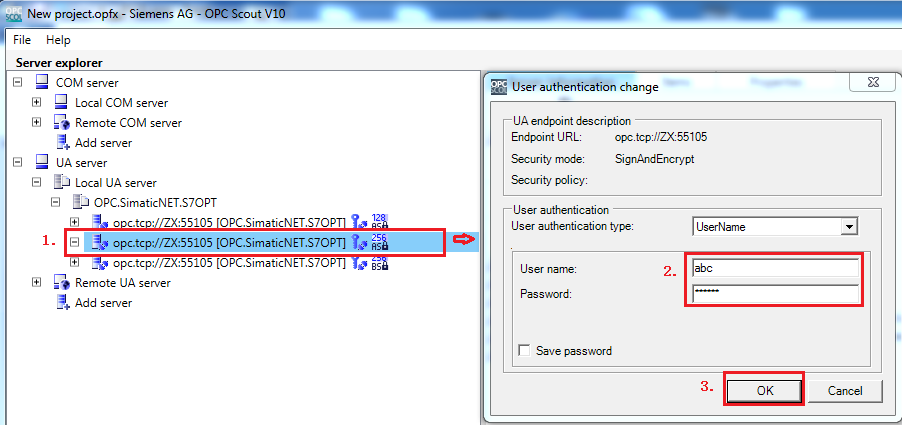 OPC SCOUT New project.opfx - Siemens AG - OPC Scout V10
File Help
Server explorer
COM server
Local COM server
Remote COM server
Add server
UA server
Local UA server
OPC.SimaticNET.S7OPT
opc.tcp://ZX:55105 [OPC.SimaticNET.S7OPT] 128
1. opc.tcp://ZX:55105 [OPC.SimaticNET.S7OPT] 256
opc.tcp://ZX:55105 [OPC.SimaticNET.S7OPT] 256
Remote UA server
Add server
User authentication change
UA endpoint description
Endpoint URL: opc.tcp://ZX:55105
Security mode: SignAndEncrypt
Security policy:
User authentication
User authentication type: UserName
User name: abc
2.
Password: ******
Save password
3. OK Cancel